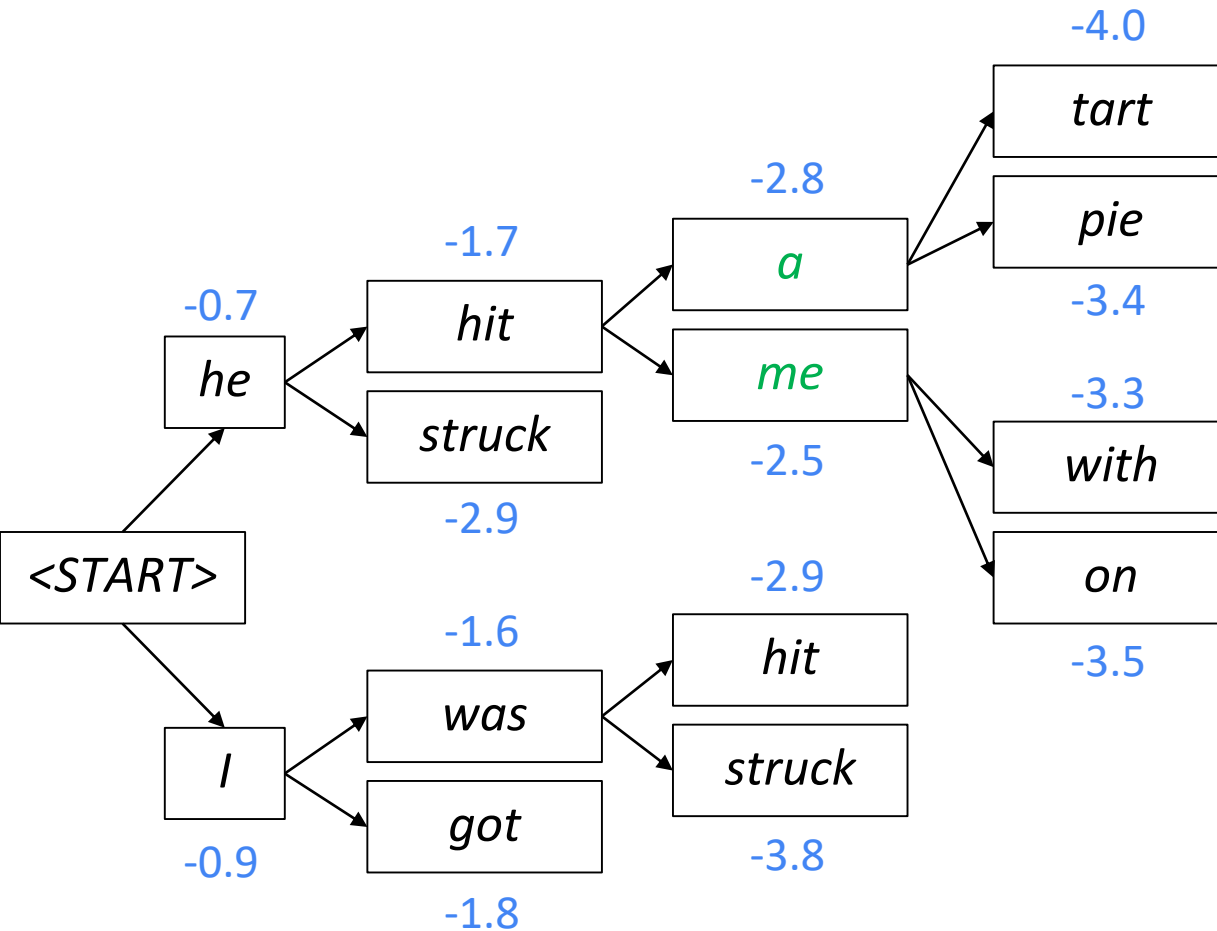 -4.0
tart
-2.8
pie
-1.7
a
-3.4
-0.7
hit
me
-3.3
he
struck
-2.5
with
-2.9
<START>
-2.9
on
-1.6
hit
-3.5
was
I
struck
got
-0.9
-3.8
-1.8